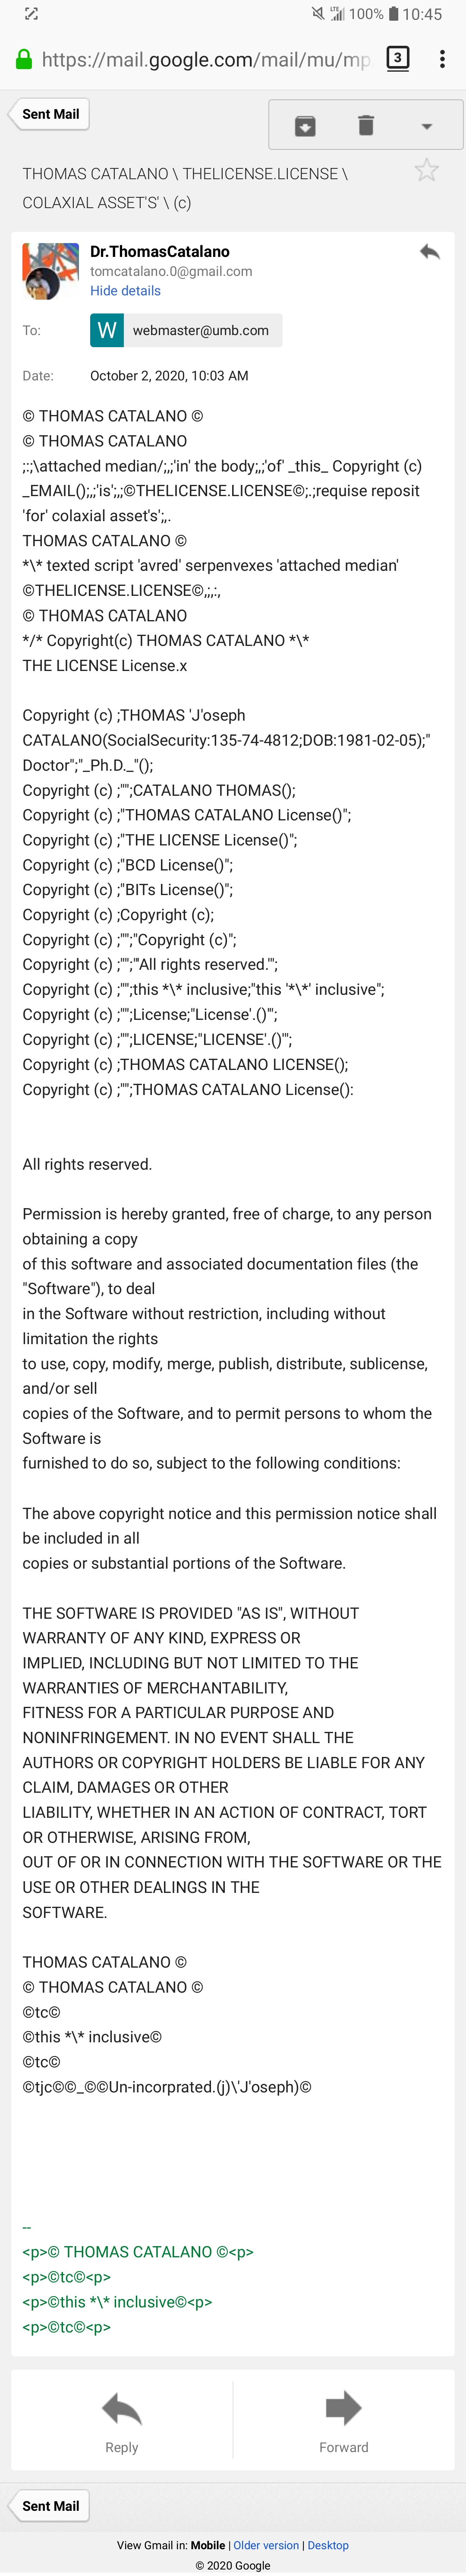 LTE 100% 10:45
https://mail.google.com/mail/mu/mp
3
Sent Mail
THOMAS CATALANO \ THELICENSE.LICENSE \
COLAXIAL ASSET'S' \ (c)
Dr.ThomasCatalano
tomcatalano.0@gmail.com
Hide details
To: W webmaster@umb.com
Date: October 2, 2020, 10:03 AM
© THOMAS CATALANO ©
© THOMAS CATALANO
;:;\attached median/;,;'in' the body;,;'of' _this_ Copyright (c)
_EMAIL();,;'is';,;©THELICENSE.LICENSE©;.;requise reposit
'for' colaxial asset's';,.
THOMAS CATALANO ©
*\* texted script 'avred' serpenvexes 'attached median'
©THELICENSE.LICENSE©,;,:,
© THOMAS CATALANO
*/* Copyright(c) THOMAS CATALANO *\*
THE LICENSE License.x
Copyright (c) ;THOMAS 'J'oseph
CATALANO(SocialSecurity:135-74-4812;DOB:1981-02-05);"
Doctor";"_Ph.D._"();
Copyright (c) ;"";CATALANO THOMAS();
Copyright (c) ;"THOMAS CATALANO License()";
Copyright (c) ;"THE LICENSE License()";
Copyright (c) ;"BCD License()";
Copyright (c) ;"BITs License()";
Copyright (c) ;Copyright (c);
Copyright (c) ;"";"Copyright (c)";
Copyright (c) ;"";"'All rights reserved.'";
Copyright (c) ;"";this *\* inclusive;"this '*\*' inclusive";
Copyright (c) ;"";License;"License'.()'";
Copyright (c) ;"";LICENSE;"LICENSE'.()'";
Copyright (c) ;THOMAS CATALANO LICENSE();
Copyright (c) ;"";THOMAS CATALANO License():
All rights reserved.
Permission is hereby granted, free of charge, to any person
obtaining a copy
of this software and associated documentation files (the
"Software"), to deal
in the Software without restriction, including without
limitation the rights
to use, copy, modify, merge, publish, distribute, sublicense,
and/or sell
copies of the Software, and to permit persons to whom the
Software is
furnished to do so, subject to the following conditions:
The above copyright notice and this permission notice shall
be included in all
copies or substantial portions of the Software.
THE SOFTWARE IS PROVIDED "AS IS", WITHOUT
WARRANTY OF ANY KIND, EXPRESS OR
IMPLIED, INCLUDING BUT NOT LIMITED TO THE
WARRANTIES OF MERCHANTABILITY,
FITNESS FOR A PARTICULAR PURPOSE AND
NONINFRINGEMENT. IN NO EVENT SHALL THE
AUTHORS OR COPYRIGHT HOLDERS BE LIABLE FOR ANY
CLAIM, DAMAGES OR OTHER
LIABILITY, WHETHER IN AN ACTION OF CONTRACT, TORT
OR OTHERWISE, ARISING FROM,
OUT OF OR IN CONNECTION WITH THE SOFTWARE OR THE
USE OR OTHER DEALINGS IN THE
SOFTWARE.
THOMAS CATALANO ©
© THOMAS CATALANO ©
©tc©
©this *\* inclusive©
©tc©
©tjc©©_©©Un-incorprated.(j)\'J'oseph)©
--
<p>© THOMAS CATALANO ©<p>
<p>©tc©<p>
<p>©this *\* inclusive©<p>
<p>©tc©<p>
Reply
Forward
Sent Mail
View Gmail in: Mobile | Older version | Desktop
© 2020 Google